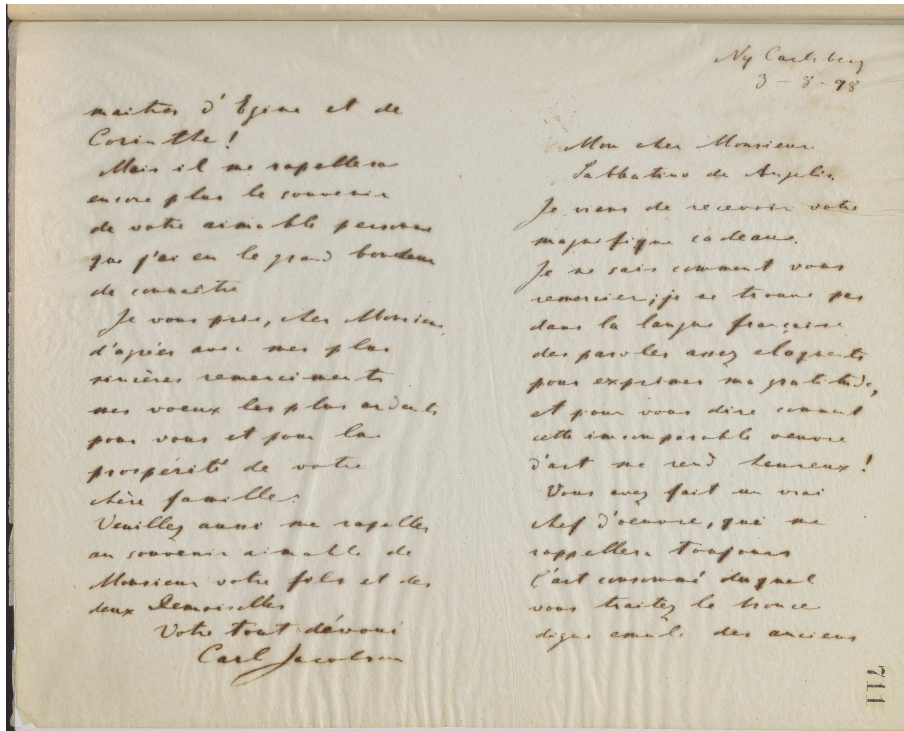 Ny Carlsberg
3 - 8 - 98
Mon cher Monsieur
Sabbatino de Angelis.
Je viens de recevoir votre
magnifique cadeau.
Je ne sais comment vous
remercier; je ne trouve pas
dans la langue française
des paroles assez eloquents
pour exprimer ma gratitude,
et pour vous dire comment
cette incomparable oeuvre
d'art me rend heureux!
Vous avez fait un vrai
chef d'oeuvre, qui me
rappellera toujours
l'art consommé duquel
vous traitez le bronce
digne emule des anciens
maitres d'Egine et de
Corinthe!
Mais il me rapellera
encore plus le souvenir
de votre aimable personne
que j'ai eu le grand bonheur
de connaitre
Je vous prie, cher Monsieur,
d'agréer avec mes plus
sincères remerciments
mes voeux les plus ardents
pour vous et pour la
prospérité de votre
chère famille.
Veuillez aussi me rapeller
au souvenir aimable de
Monsieur votre fils et des
deux Demoiselles
Votre tout dévoué
Carl Jacobsen
711